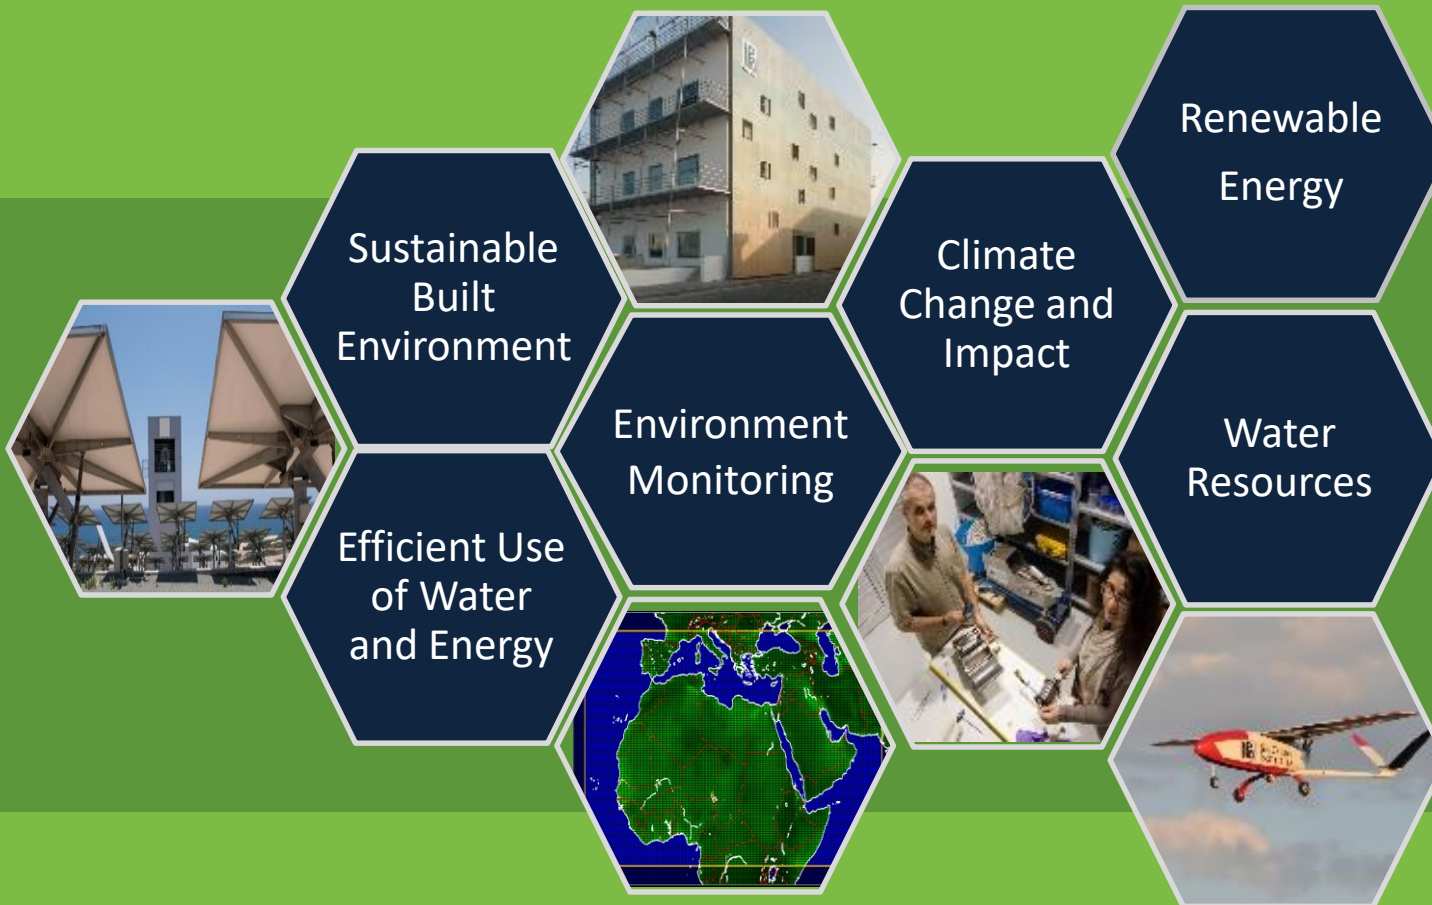 Renewable
Energy
Sustainable
Built
Environment
Climate
Change and
Impact
Environment
Monitoring
Water
Resources
Efficient Use
of Water
and Energy